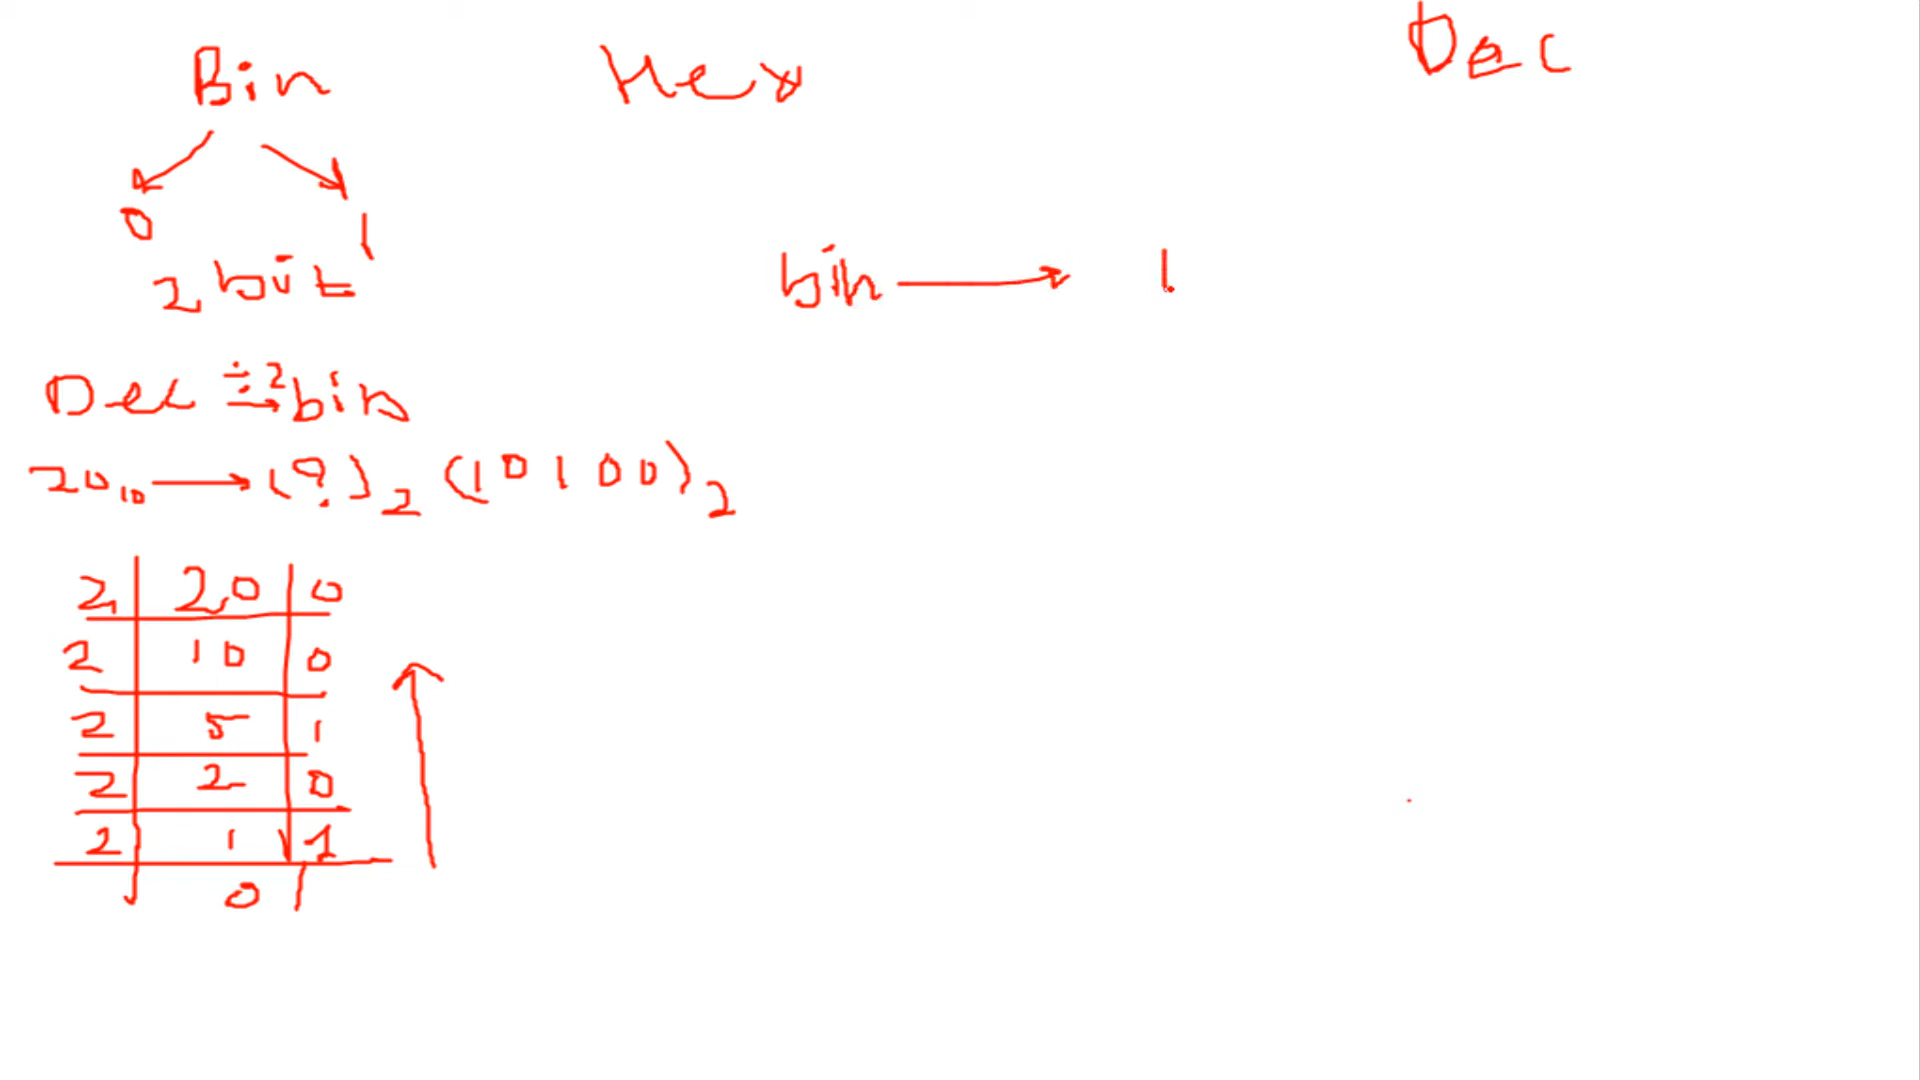 Bin Hex Dec
0 1
2 bit
bin → 1
Dec ÷2→ bin
20₁₀ → (?)₂ (10100)₂
2 20 0
2 10 0
2 5 1
2 2 0
2 1 1
0